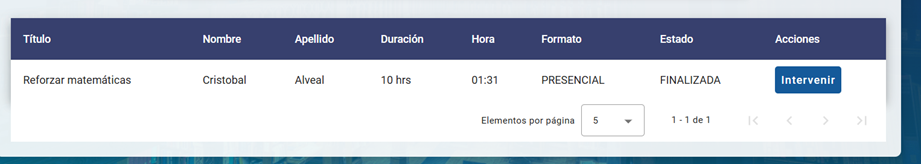 Título Nombre Apellido Duración Hora Formato Estado Acciones
Reforzar matemáticas Cristobal Alveal 10 hrs 01:31 PRESENCIAL FINALIZADA Intervenir
Elementos por página 5 1 - 1 de 1